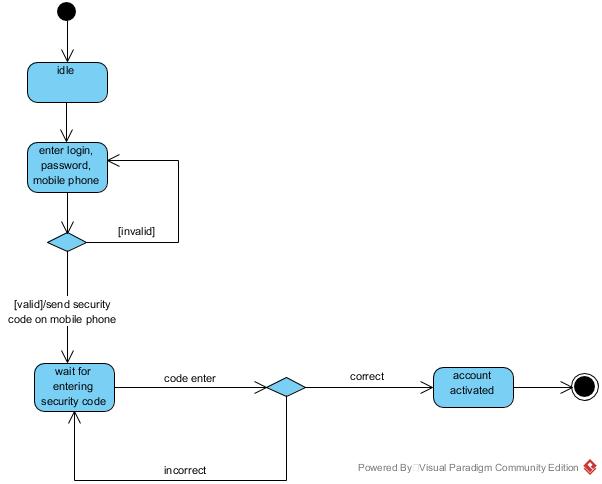 idle
enter login,
password,
mobile phone
[invalid]
[valid]/send security
code on mobile phone
wait for
entering
security code
code enter
correct
account
activated
incorrect
Powered By Visual Paradigm Community Edition